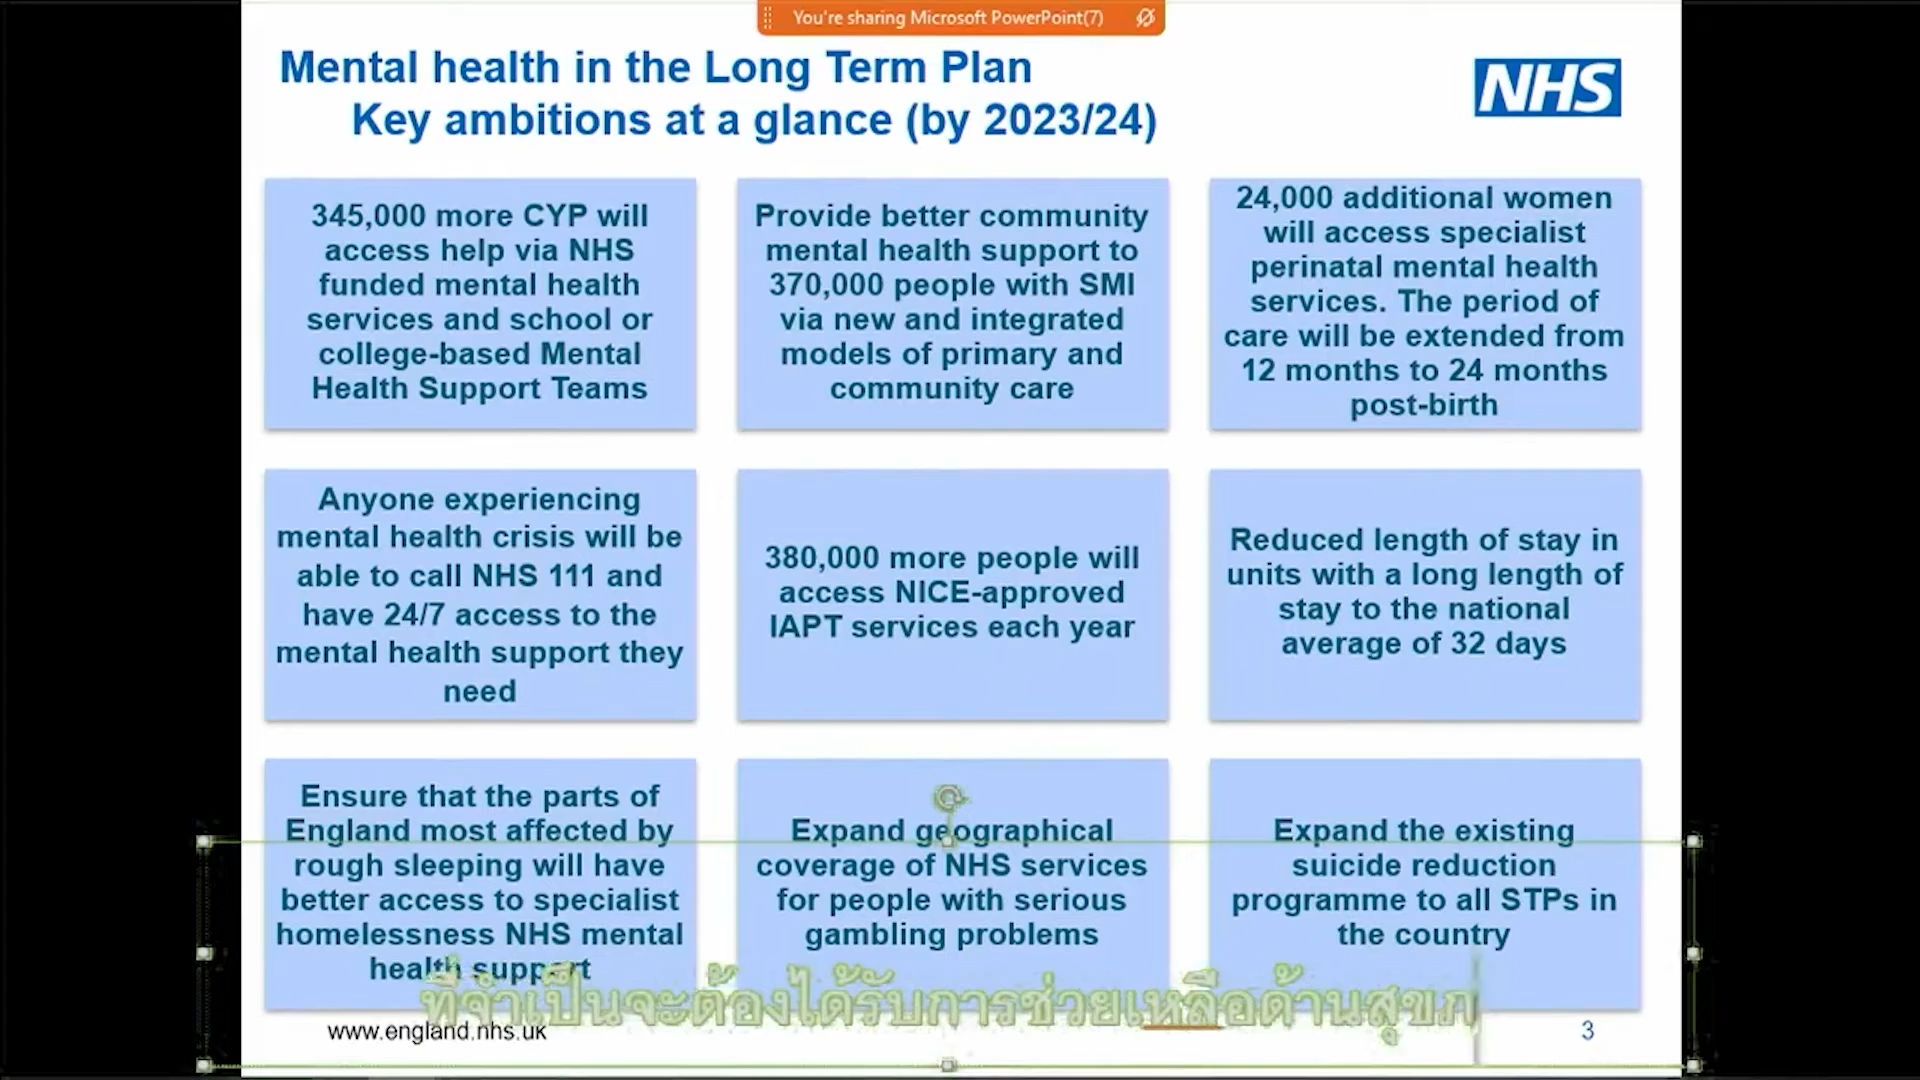 You're sharing Microsoft PowerPoint(7)
Mental health in the Long Term Plan
Key ambitions at a glance (by 2023/24)
NHS
345,000 more CYP will
access help via NHS
funded mental health
services and school or
college-based Mental
Health Support Teams
Provide better community
mental health support to
370,000 people with SMI
via new and integrated
models of primary and
community care
24,000 additional women
will access specialist
perinatal mental health
services. The period of
care will be extended from
12 months to 24 months
post-birth
Anyone experiencing
mental health crisis will be
able to call NHS 111 and
have 24/7 access to the
mental health support they
need
380,000 more people will
access NICE-approved
IAPT services each year
Reduced length of stay in
units with a long length of
stay to the national
average of 32 days
Ensure that the parts of
England most affected by
rough sleeping will have
better access to specialist
homelessness NHS mental
health support
Expand geographical
coverage of NHS services
for people with serious
gambling problems
Expand the existing
suicide reduction
programme to all STPs in
the country
ที่จำเป็นจะต้องได้รับการช่วยเหลือด้านสุขภ
www.england.nhs.uk
3